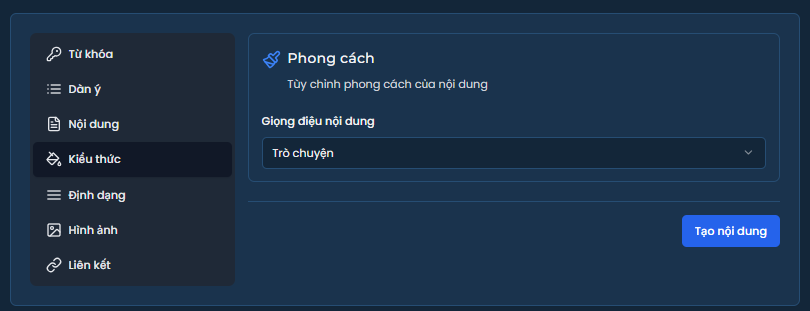 Từ khóa
Dàn ý
Nội dung
Kiểu thức
Định dạng
Hình ảnh
Liên kết
Phong cách
Tùy chỉnh phong cách của nội dung
Giọng điệu nội dung
Trò chuyện
Tạo nội dung